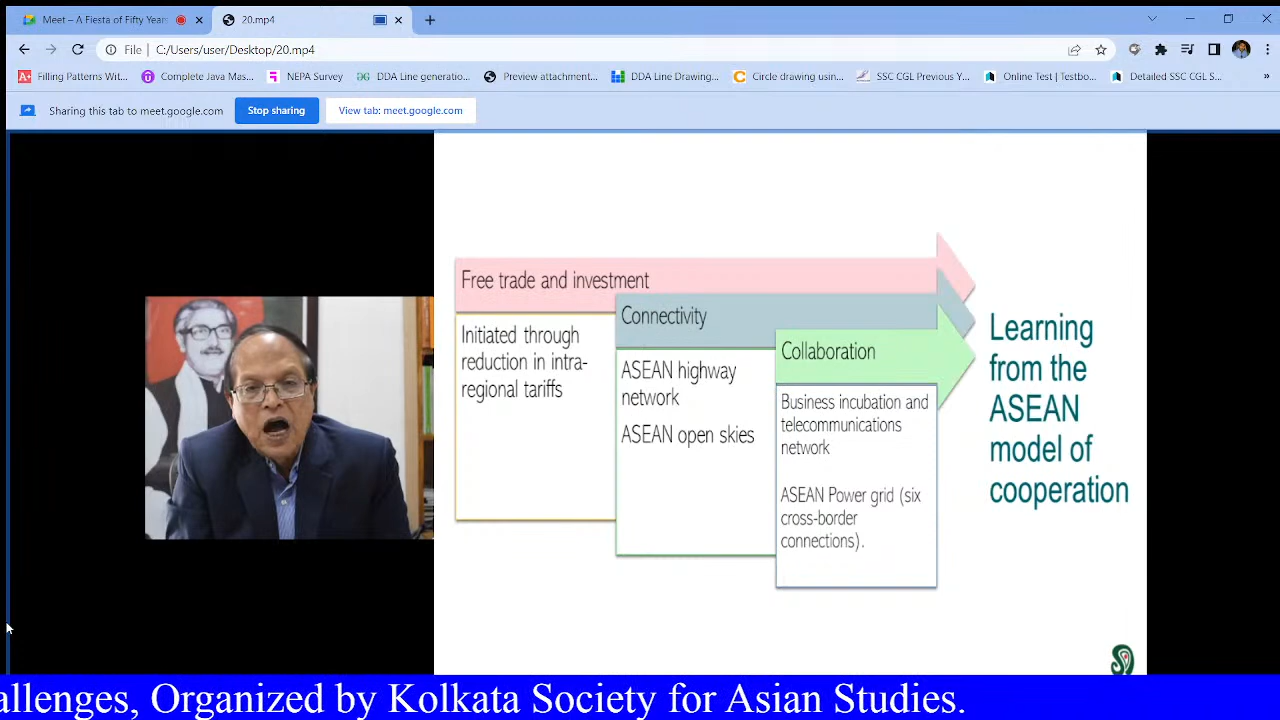 Meet – A Fiesta of Fifty Years
20.mp4
File | C:/Users/user/Desktop/20.mp4
Filling Patterns Wit...
Complete Java Mas...
NEPA Survey
DDA Line generatio...
Preview attachment...
DDA Line Drawing...
Circle drawing usin...
SSC CGL Previous Y...
Online Test | Testbo...
Detailed SSC CGL S...
»
Sharing this tab to meet.google.com
Stop sharing
View tab: meet.google.com
Free trade and investment
Initiated through
reduction in intra-
regional tariffs
Connectivity
ASEAN highway
network
ASEAN open skies
Collaboration
Business incubation and
telecommunications
network
ASEAN Power grid (six
cross-border
connections).
Learning
from the
ASEAN
model of
cooperation
allenges, Organized by Kolkata Society for Asian Studies.